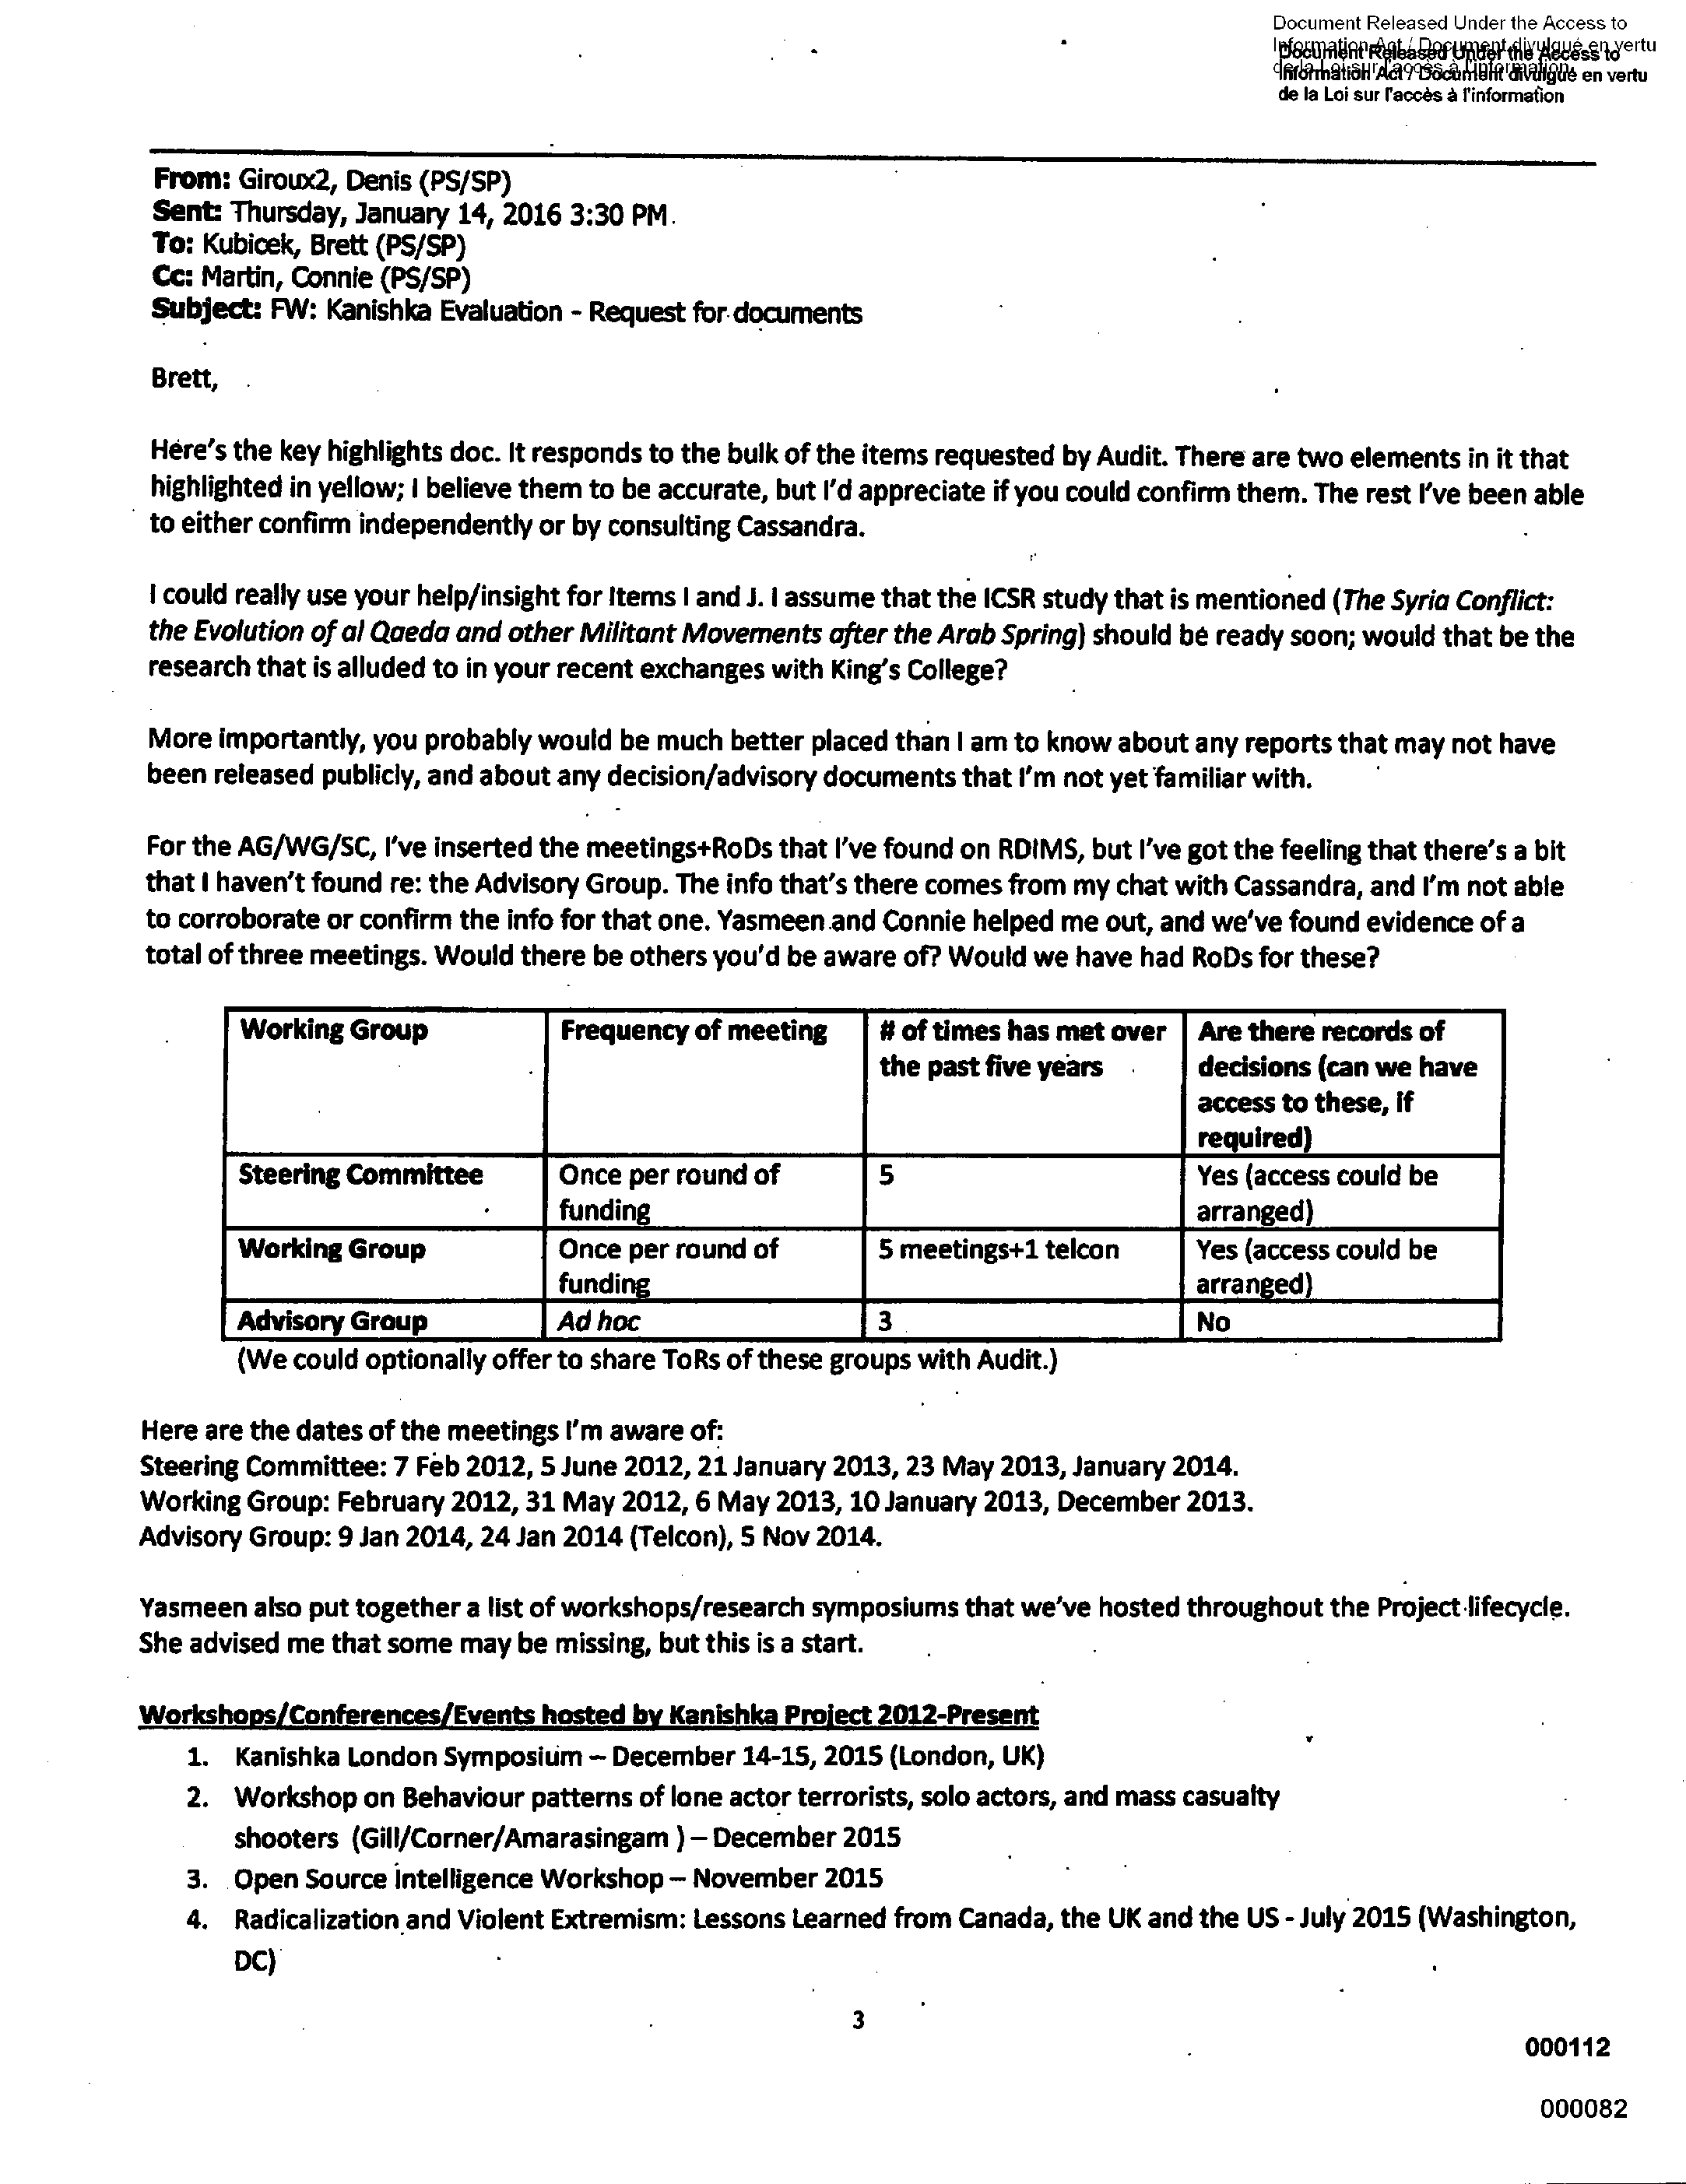 Document Released Under the Access to
Information Act / Document divulgué en vertu
de la Loi sur l'accès à l'information
Document Released Under the Access to
Information Act / Document divulgué en vertu
de la Loi sur l'accès à l'information
From: Giroux2, Denis (PS/SP)
Sent: Thursday, January 14, 2016 3:30 PM
To: Kubicek, Brett (PS/SP)
Cc: Martin, Connie (PS/SP)
Subject: FW: Kanishka Evaluation - Request for documents
Brett,
Here's the key highlights doc. It responds to the bulk of the items requested by Audit. There are two elements in it that
highlighted in yellow; I believe them to be accurate, but I'd appreciate if you could confirm them. The rest I've been able
to either confirm independently or by consulting Cassandra.
I could really use your help/insight for Items I and J. I assume that the ICSR study that is mentioned (The Syria Conflict:
the Evolution of al Qaeda and other Militant Movements after the Arab Spring) should be ready soon; would that be the
research that is alluded to in your recent exchanges with King's College?
More importantly, you probably would be much better placed than I am to know about any reports that may not have
been released publicly, and about any decision/advisory documents that I'm not yet familiar with.
For the AG/WG/SC, I've inserted the meetings+RoDs that I've found on RDIMS, but I've got the feeling that there's a bit
that I haven't found re: the Advisory Group. The info that's there comes from my chat with Cassandra, and I'm not able
to corroborate or confirm the info for that one. Yasmeen and Connie helped me out, and we've found evidence of a
total of three meetings. Would there be others you'd be aware of? Would we have had RoDs for these?
Working Group | Frequency of meeting | # of times has met over the past five years | Are there records of decisions (can we have access to these, if required)
Steering Committee | Once per round of funding | 5 | Yes (access could be arranged)
Working Group | Once per round of funding | 5 meetings+1 telcon | Yes (access could be arranged)
Advisory Group | Ad hoc | 3 | No
(We could optionally offer to share ToRs of these groups with Audit.)
Here are the dates of the meetings I'm aware of:
Steering Committee: 7 Feb 2012, 5 June 2012, 21 January 2013, 23 May 2013, January 2014.
Working Group: February 2012, 31 May 2012, 6 May 2013, 10 January 2013, December 2013.
Advisory Group: 9 Jan 2014, 24 Jan 2014 (Telcon), 5 Nov 2014.
Yasmeen also put together a list of workshops/research symposiums that we've hosted throughout the Project lifecycle.
She advised me that some may be missing, but this is a start.
Workshops/Conferences/Events hosted by Kanishka Project 2012-Present
1. Kanishka London Symposium – December 14-15, 2015 (London, UK)
2. Workshop on Behaviour patterns of lone actor terrorists, solo actors, and mass casualty
shooters (Gill/Corner/Amarasingam ) – December 2015
3. Open Source intelligence Workshop – November 2015
4. Radicalization and Violent Extremism: Lessons Learned from Canada, the UK and the US - July 2015 (Washington,
DC)
3
000112
000082